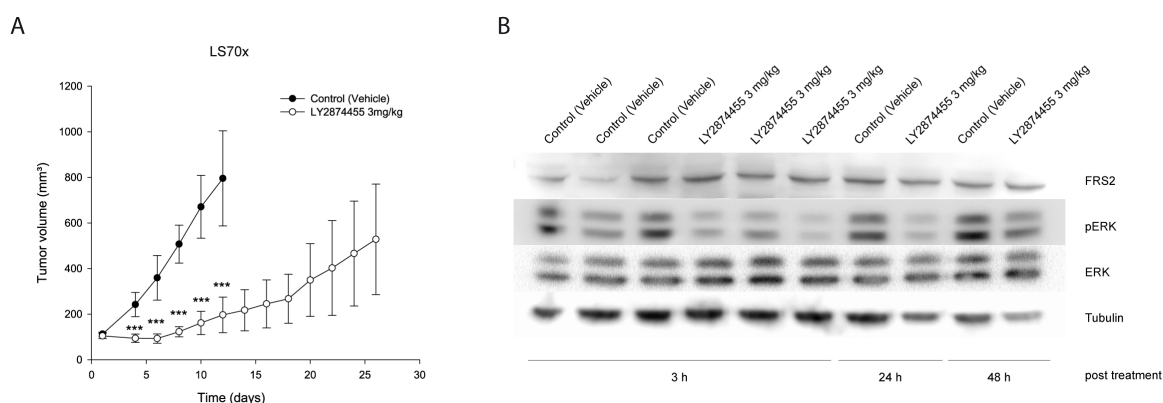 A
LS70x
Tumor volume (mm³)
1200
1000
800
600
400
200
0
Control (Vehicle)
LY2874455 3mg/kg
***
***
***
***
***
0
5
10
15
20
25
30
Time (days)
B
Control (Vehicle)
Control (Vehicle)
Control (Vehicle)
LY2874455 3 mg/kg
LY2874455 3 mg/kg
LY2874455 3 mg/kg
Control (Vehicle)
LY2874455 3 mg/kg
Control (Vehicle)
LY2874455 3 mg/kg
FRS2
pERK
ERK
Tubulin
3 h
24 h
48 h
post treatment